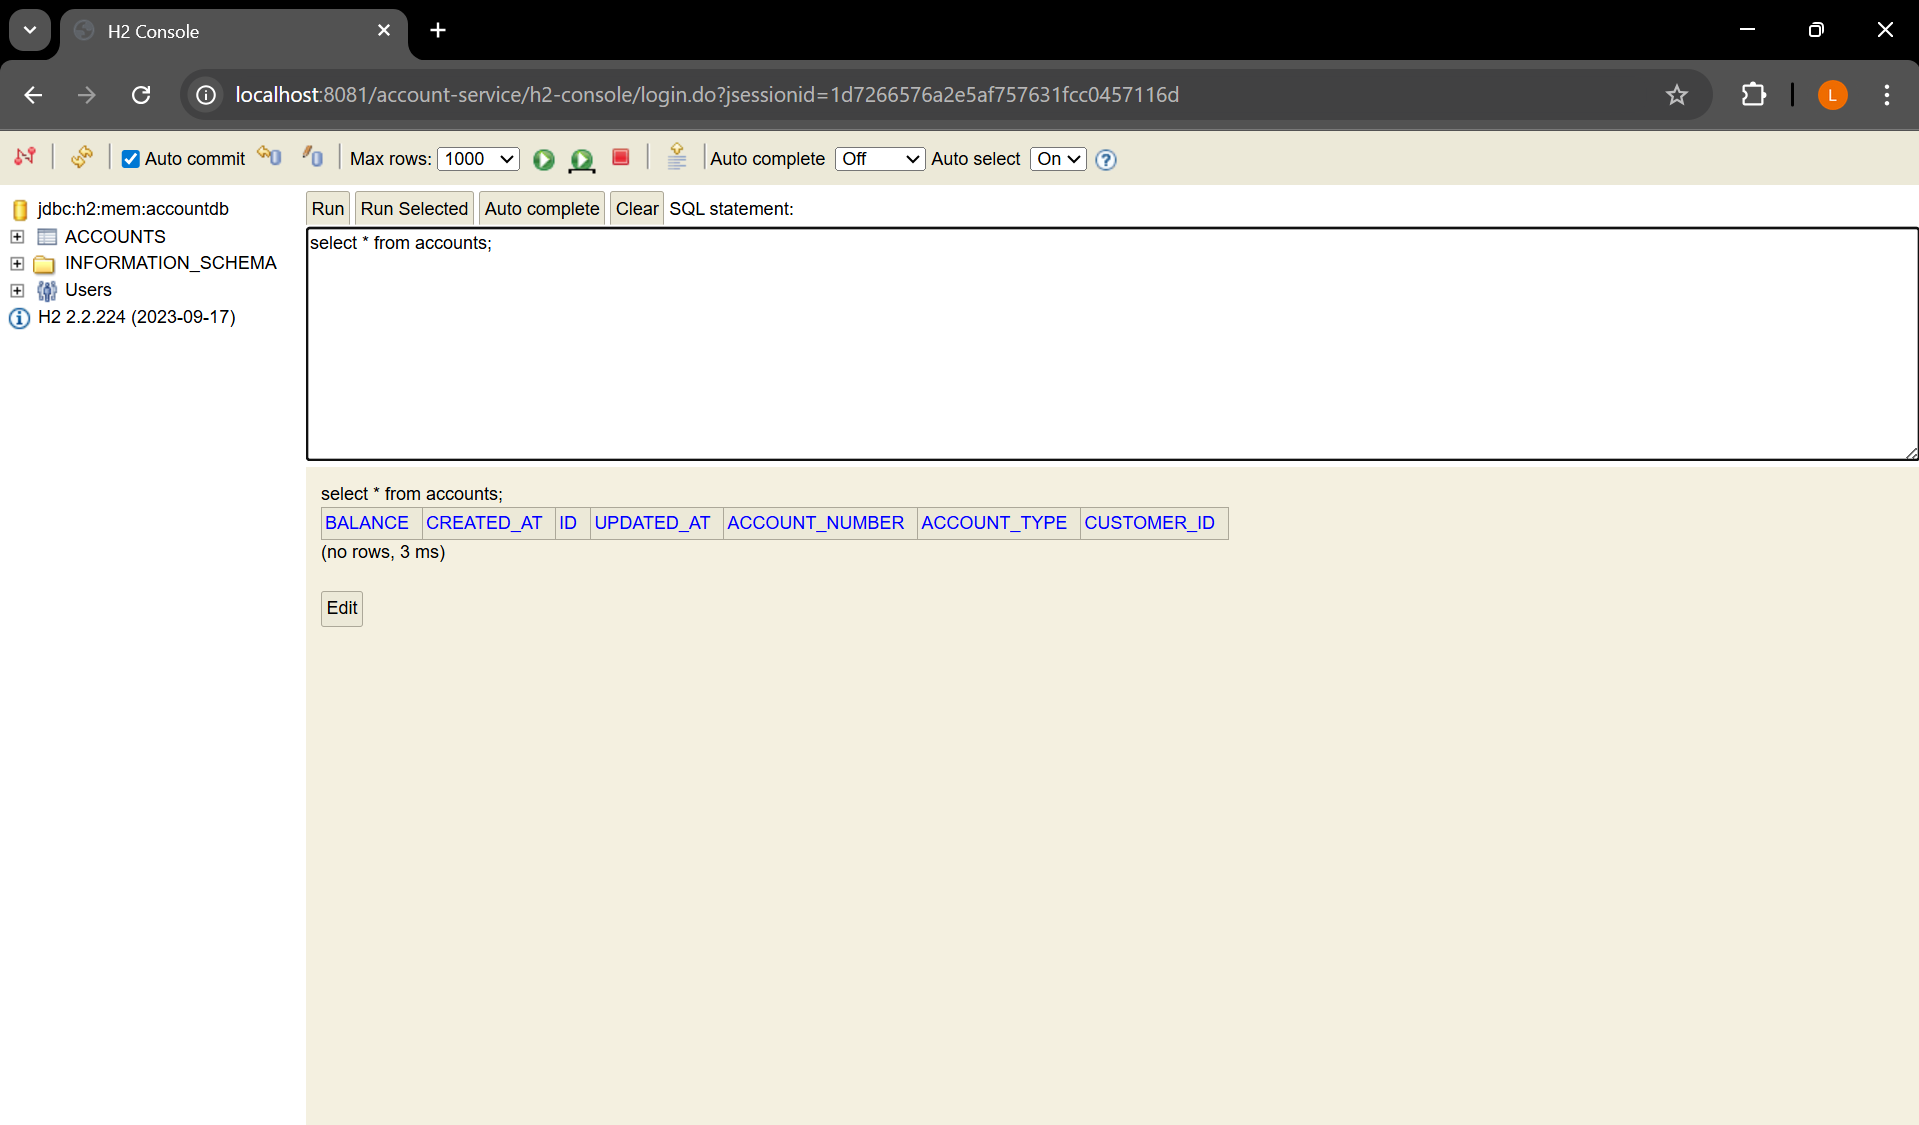 H2 Console
localhost:8081/account-service/h2-console/login.do?jsessionid=1d7266576a2e5af757631fcc0457116d
L
Auto commit Max rows: 1000 Auto complete Off Auto select On ?
jdbc:h2:mem:accountdb
ACCOUNTS
INFORMATION_SCHEMA
Users
H2 2.2.224 (2023-09-17)
Run Run Selected Auto complete Clear SQL statement:
select * from accounts;
select * from accounts;
BALANCE CREATED_AT ID UPDATED_AT ACCOUNT_NUMBER ACCOUNT_TYPE CUSTOMER_ID
(no rows, 3 ms)
Edit